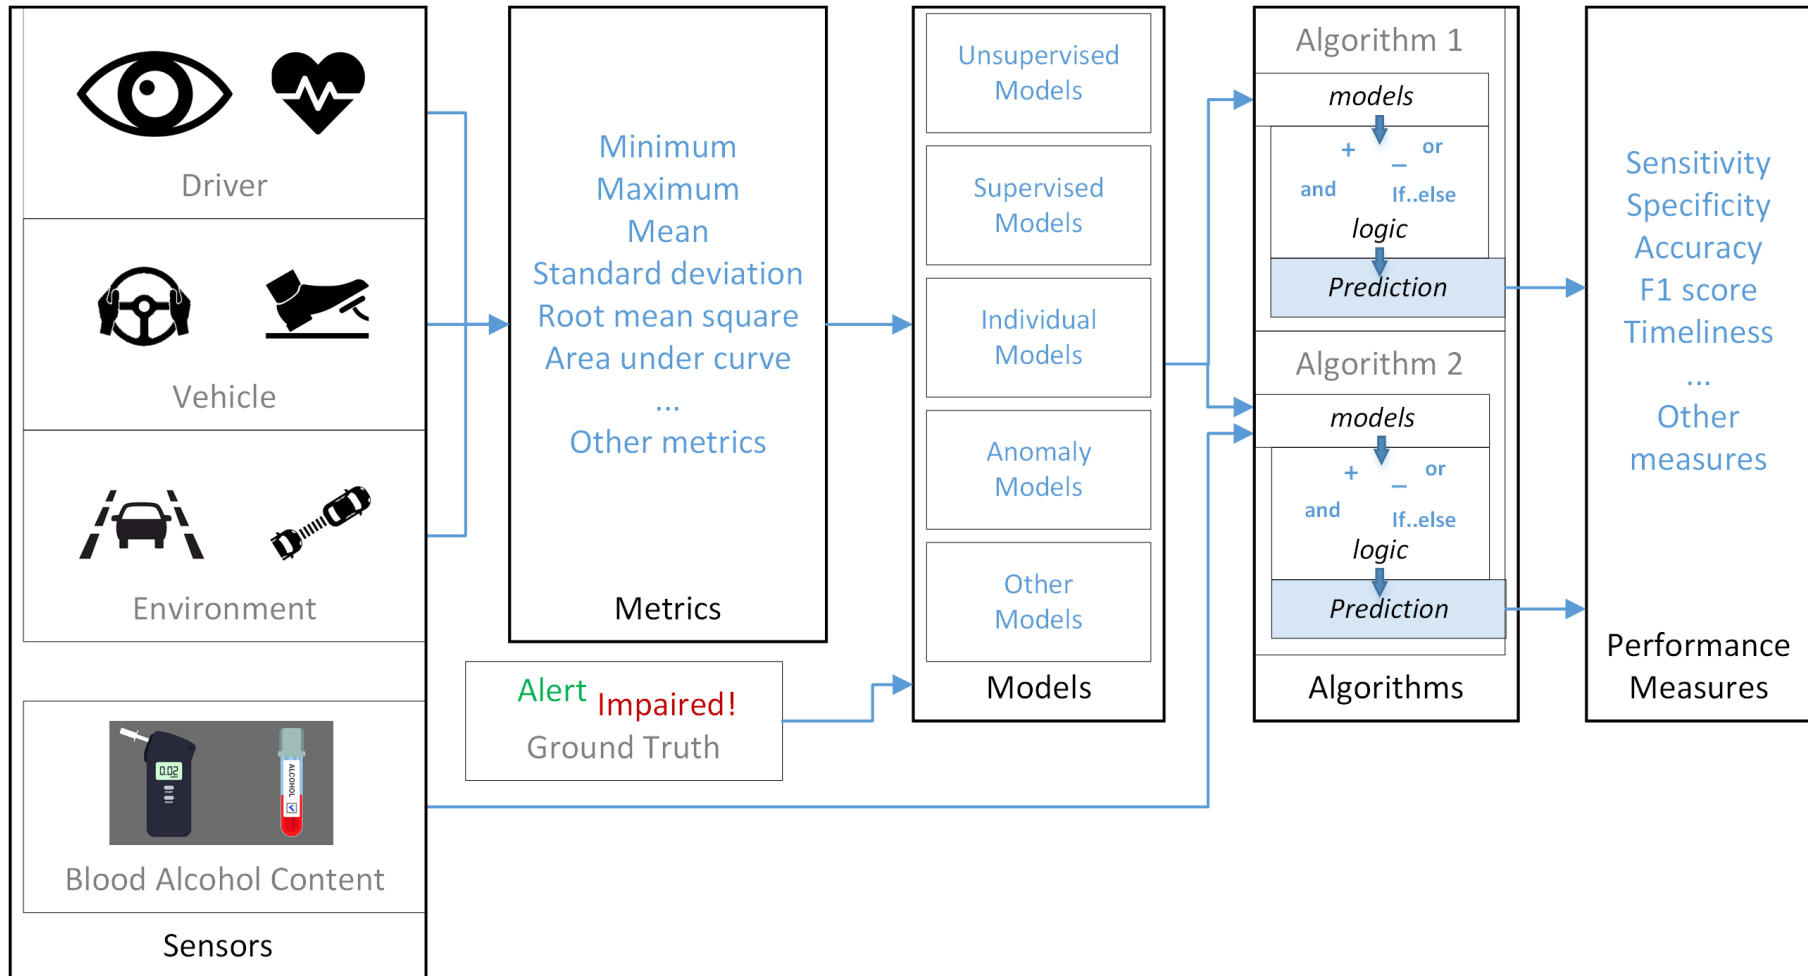 Driver
Vehicle
Environment
0.02
ALCOHOL
Blood Alcohol Content
Sensors
Minimum
Maximum
Mean
Standard deviation
Root mean square
Area under curve
...
Other metrics
Metrics
Alert
Impaired!
Ground Truth
Unsupervised
Models
Supervised
Models
Individual
Models
Anomaly
Models
Other
Models
Models
Algorithm 1
models
+ _ or
and If..else
logic
Prediction
Algorithm 2
models
+ _ or
and If..else
logic
Prediction
Algorithms
Sensitivity
Specificity
Accuracy
F1 score
Timeliness
...
Other
measures
Performance
Measures